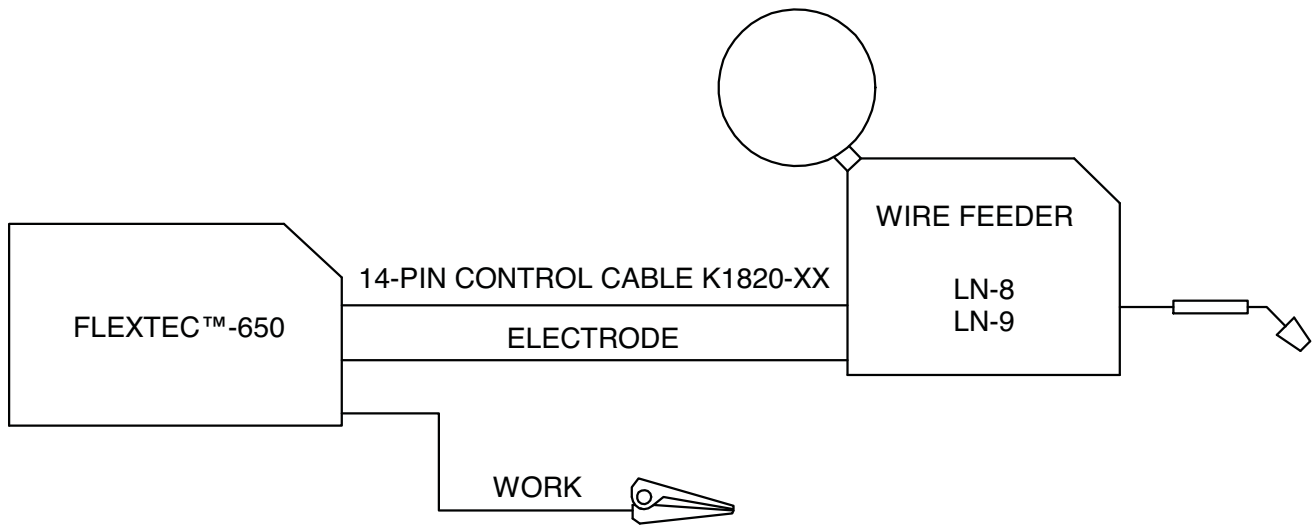 WIRE FEEDER
14-PIN CONTROL CABLE K1820-XX
LN-8
LN-9
FLEXTEC™-650
ELECTRODE
WORK